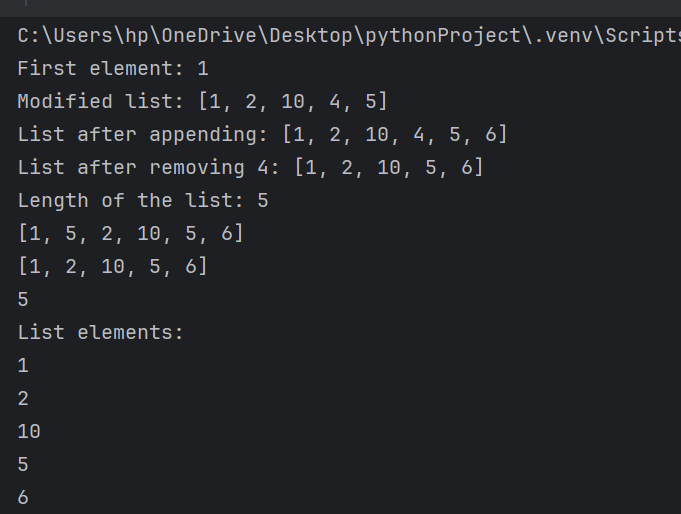 C:\Users\hp\OneDrive\Desktop\pythonProject\.venv\Scripts
First element: 1
Modified list: [1, 2, 10, 4, 5]
List after appending: [1, 2, 10, 4, 5, 6]
List after removing 4: [1, 2, 10, 5, 6]
Length of the list: 5
[1, 5, 2, 10, 5, 6]
[1, 2, 10, 5, 6]
5
List elements:
1
2
10
5
6